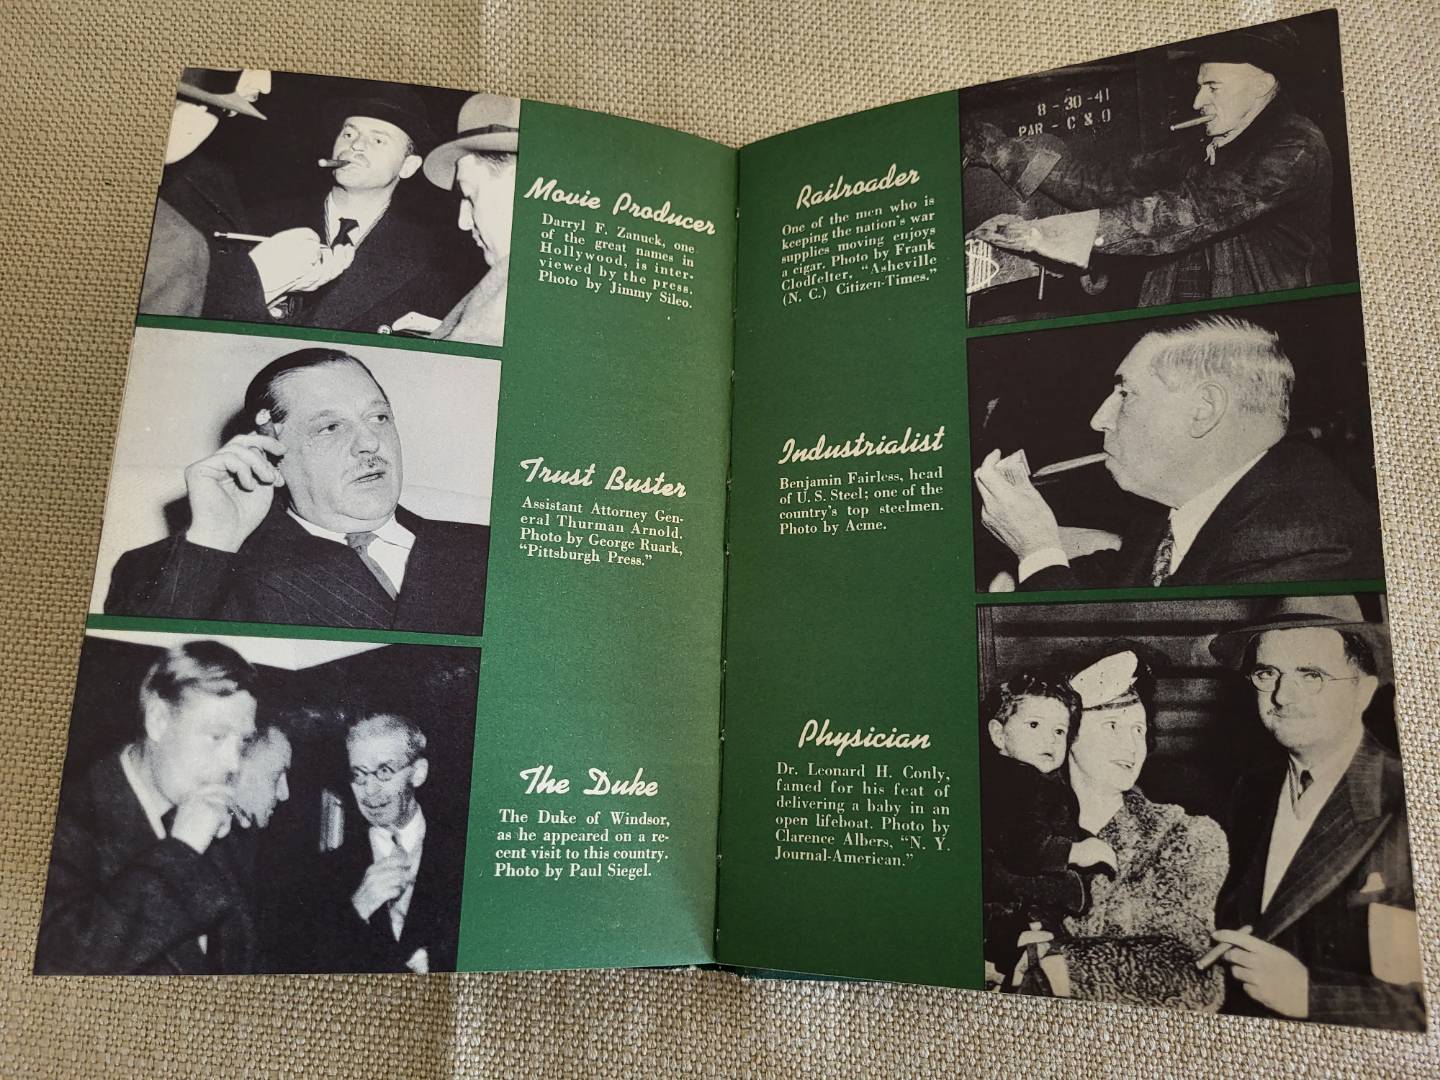 Movie Producer
Darryl F. Zanuck, one
of the great names in
Hollywood, is inter-
viewed by the press.
Photo by Jimmy Sileo.
Trust Buster
Assistant Attorney Gen-
eral Thurman Arnold.
Photo by George Ruark,
"Pittsburgh Press."
The Duke
The Duke of Windsor,
as he appeared on a re-
cent visit to this country.
Photo by Paul Siegel.
8-30-41
PAR - C & O
Railroader
One of the men who is
keeping the nation's war
supplies moving enjoys
a cigar. Photo by Frank
Clodfelter, "Asheville
(N. C.) Citizen-Times."
Industrialist
Benjamin Fairless, head
of U. S. Steel; one of the
country's top steelmen.
Photo by Acme.
Physician
Dr. Leonard H. Conly,
famed for his feat of
delivering a baby in an
open lifeboat. Photo by
Clarence Albers, "N. Y.
Journal-American."